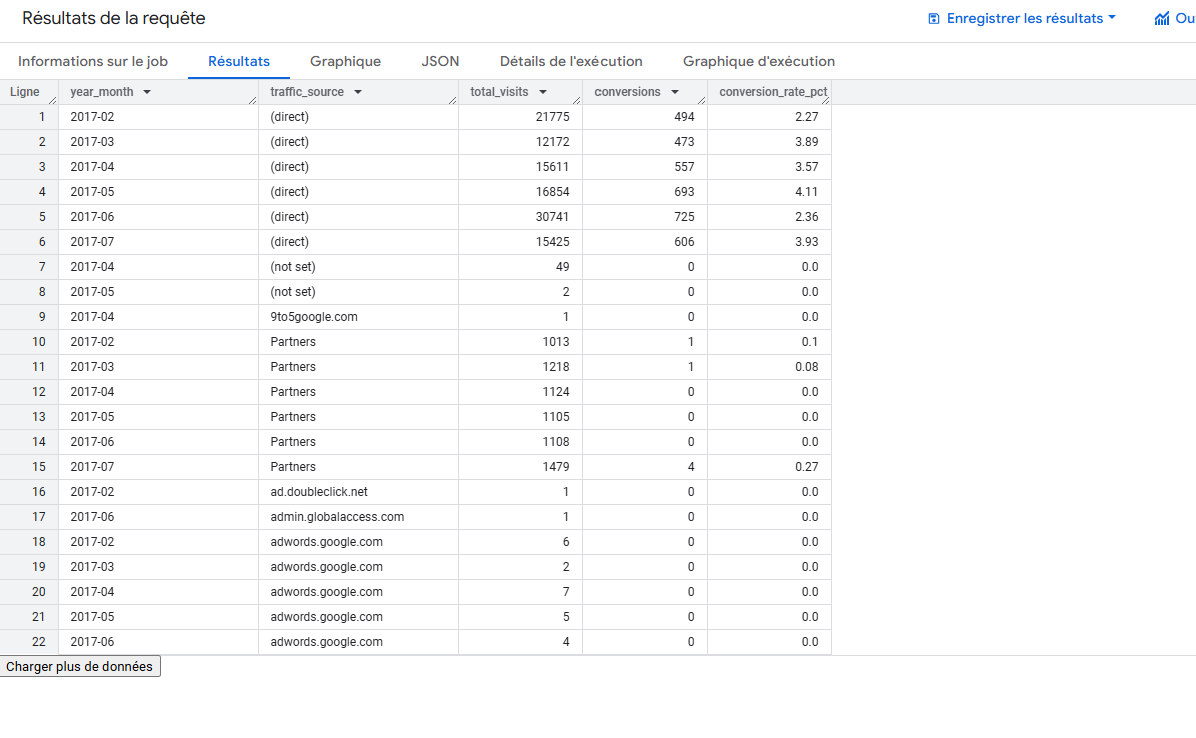 Résultats de la requête
Enregistrer les résultats
Ou
Informations sur le job Résultats Graphique JSON Détails de l'exécution Graphique d'exécution
Ligne year_month traffic_source total_visits conversions conversion_rate_pct
1 2017-02 (direct) 21775 494 2.27
2 2017-03 (direct) 12172 473 3.89
3 2017-04 (direct) 15611 557 3.57
4 2017-05 (direct) 16854 693 4.11
5 2017-06 (direct) 30741 725 2.36
6 2017-07 (direct) 15425 606 3.93
7 2017-04 (not set) 49 0 0.0
8 2017-05 (not set) 2 0 0.0
9 2017-04 9to5google.com 1 0 0.0
10 2017-02 Partners 1013 1 0.1
11 2017-03 Partners 1218 1 0.08
12 2017-04 Partners 1124 0 0.0
13 2017-05 Partners 1105 0 0.0
14 2017-06 Partners 1108 0 0.0
15 2017-07 Partners 1479 4 0.27
16 2017-02 ad.doubleclick.net 1 0 0.0
17 2017-06 admin.globalaccess.com 1 0 0.0
18 2017-02 adwords.google.com 6 0 0.0
19 2017-03 adwords.google.com 2 0 0.0
20 2017-04 adwords.google.com 7 0 0.0
21 2017-05 adwords.google.com 5 0 0.0
22 2017-06 adwords.google.com 4 0 0.0
Charger plus de données